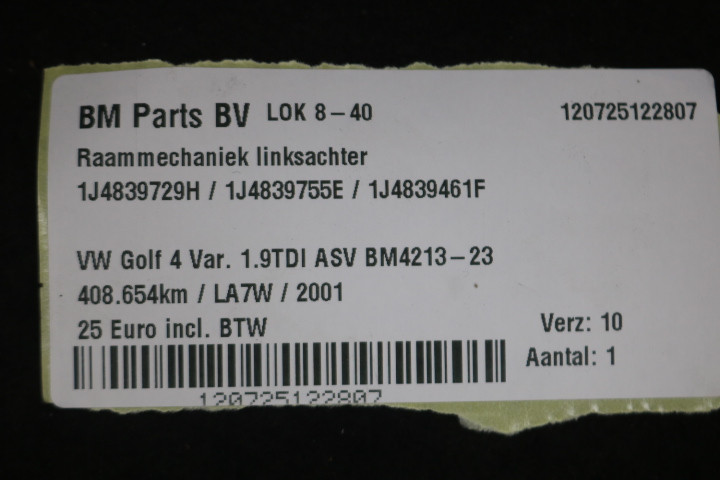 BM Parts BV LOK 8-40 120725122807
Raammechaniek linksachter
1J4839729H / 1J4839755E / 1J4839461F
VW Golf 4 Var. 1.9TDI ASV BM4213-23
408.654km / LA7W / 2001
25 Euro incl. BTW Verz: 10
Aantal: 1
120725122807